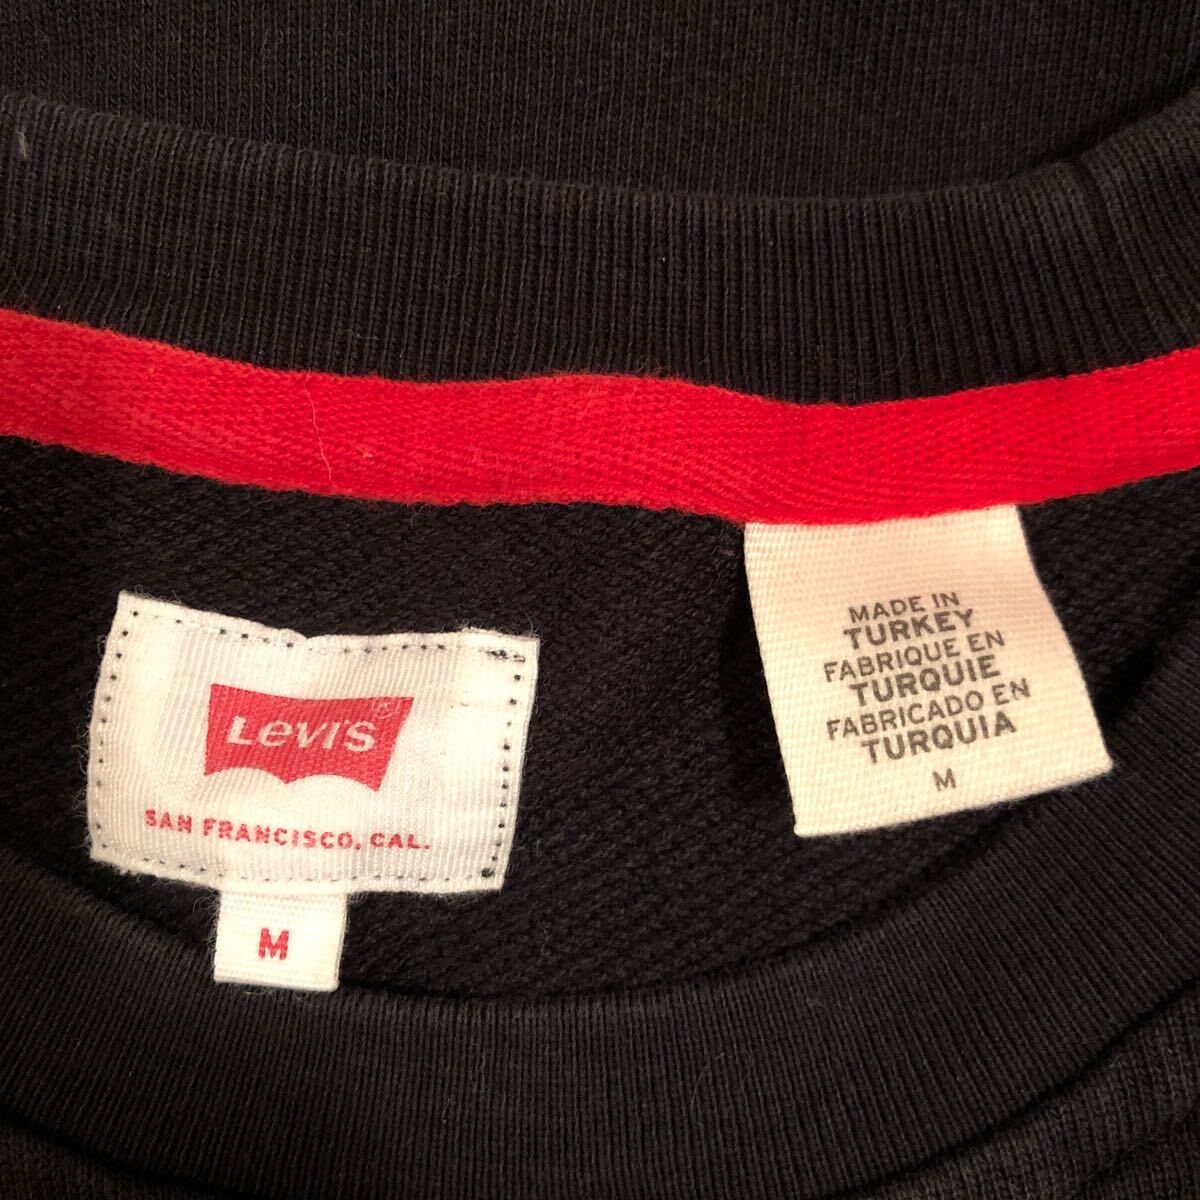 Levi's®
SAN FRANCISCO, CAL.
M
MADE IN
TURKEY
FABRIQUE EN
TURQUIE
FABRICADO EN
TURQUIA
M